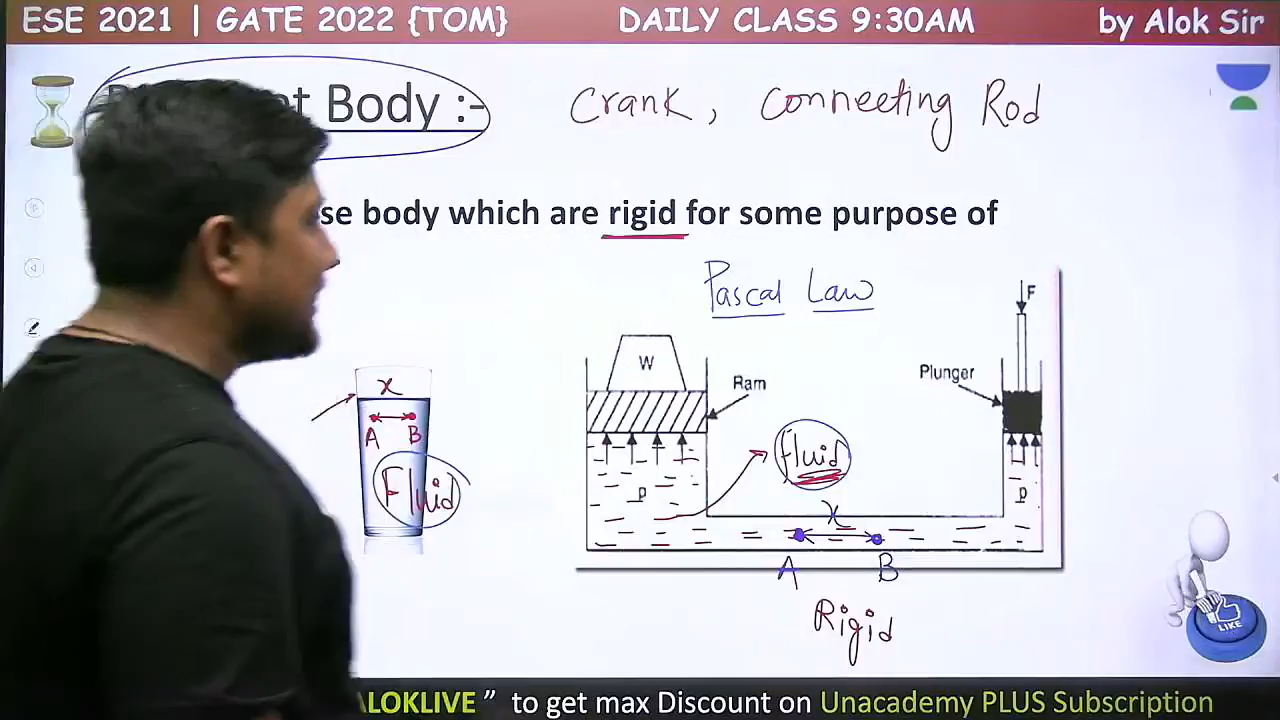 ESE 2021 | GATE 2022 {TOM} DAILY CLASS 9:30AM by Alok Sir
Body :- Crank, Connecting Rod
body which are rigid for some purpose of
Pascal Law
F
W
Ram
Plunger
x
A B
Fluid
Fluid
p
p
x
A B
Rigid
LIKE
ALOKLIVE ” to get max Discount on Unacademy PLUS Subscription